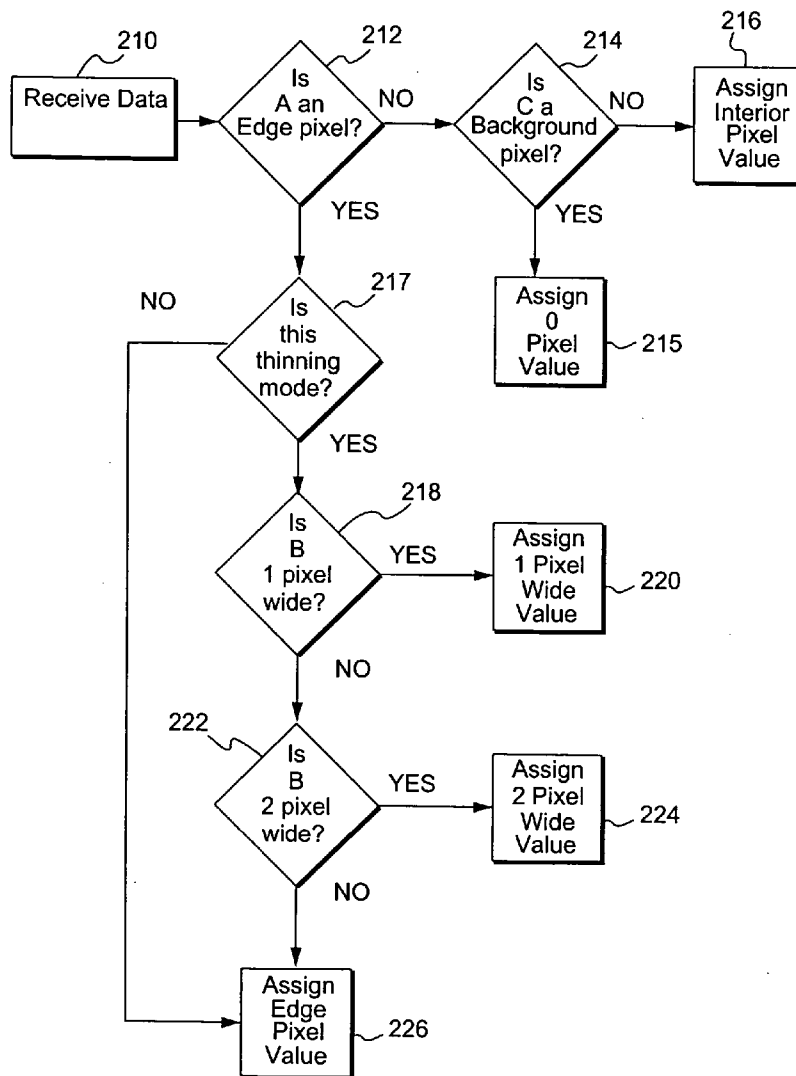 210
212
214
216
Receive Data
Is
A an
Edge pixel?
NO
Is
C a
Background
pixel?
NO
Assign
Interior
Pixel
Value
YES
YES
NO
217
Is
this
thinning
mode?
Assign
0
Pixel
Value
215
YES
218
Is
B
1 pixel
wide?
YES
Assign
1 Pixel
Wide
Value
220
NO
222
Is
B
2 pixel
wide?
YES
Assign
2 Pixel
Wide
Value
224
NO
Assign
Edge
Pixel
Value
226